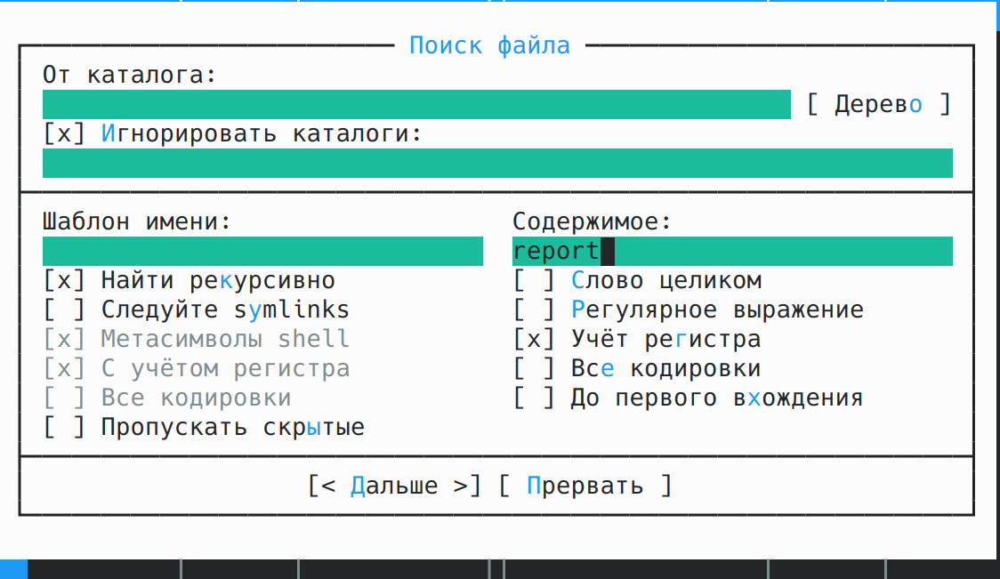 Поиск файла
От каталога:
[ Дерево ]
[x] Игнорировать каталоги:
Шаблон имени:
Содержимое:
report
[x] Найти рекурсивно
[ ] Слово целиком
[ ] Следуйте symlinks
[ ] Регулярное выражение
[x] Метасимволы shell
[x] Учёт регистра
[x] С учётом регистра
[ ] Все кодировки
[ ] Все кодировки
[ ] До первого вхождения
[ ] Пропускать скрытые
[< Дальше >] [ Прервать ]